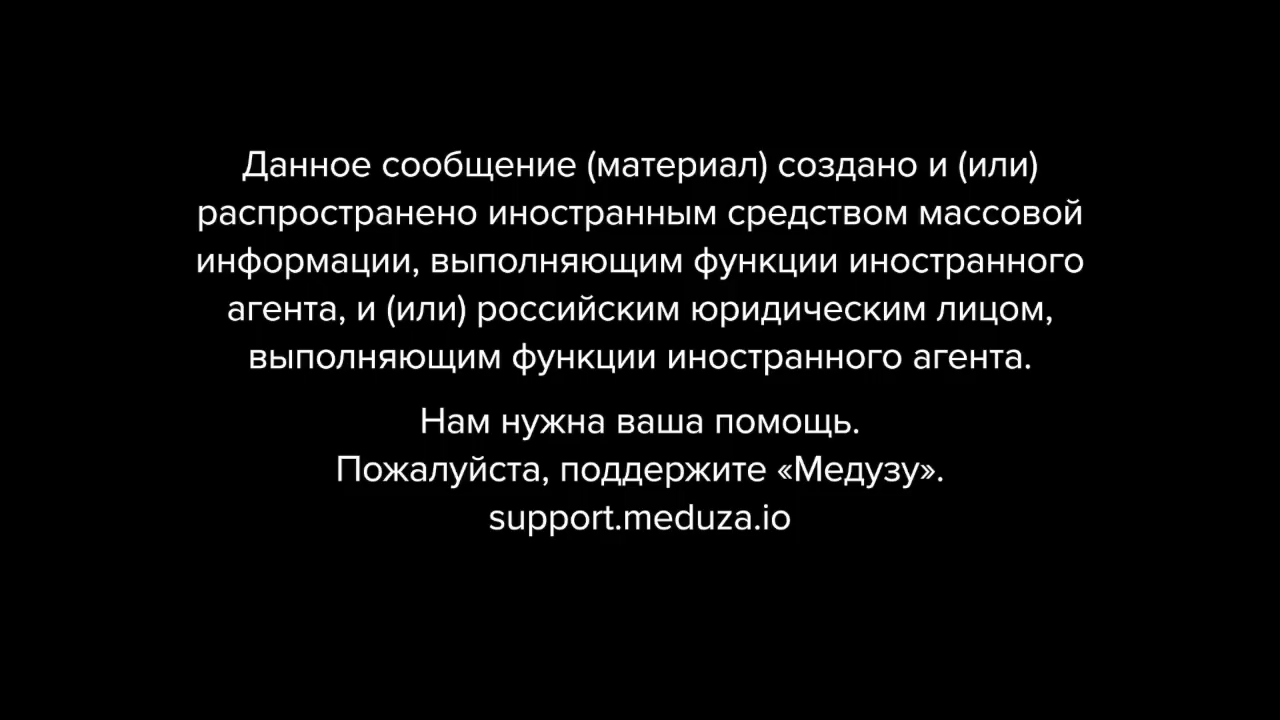 Данное сообщение (материал) создано и (или)
распространено иностранным средством массовой
информации, выполняющим функции иностранного
агента, и (или) российским юридическим лицом,
выполняющим функции иностранного агента.
Нам нужна ваша помощь.
Пожалуйста, поддержите «Медузу».
support.meduza.io